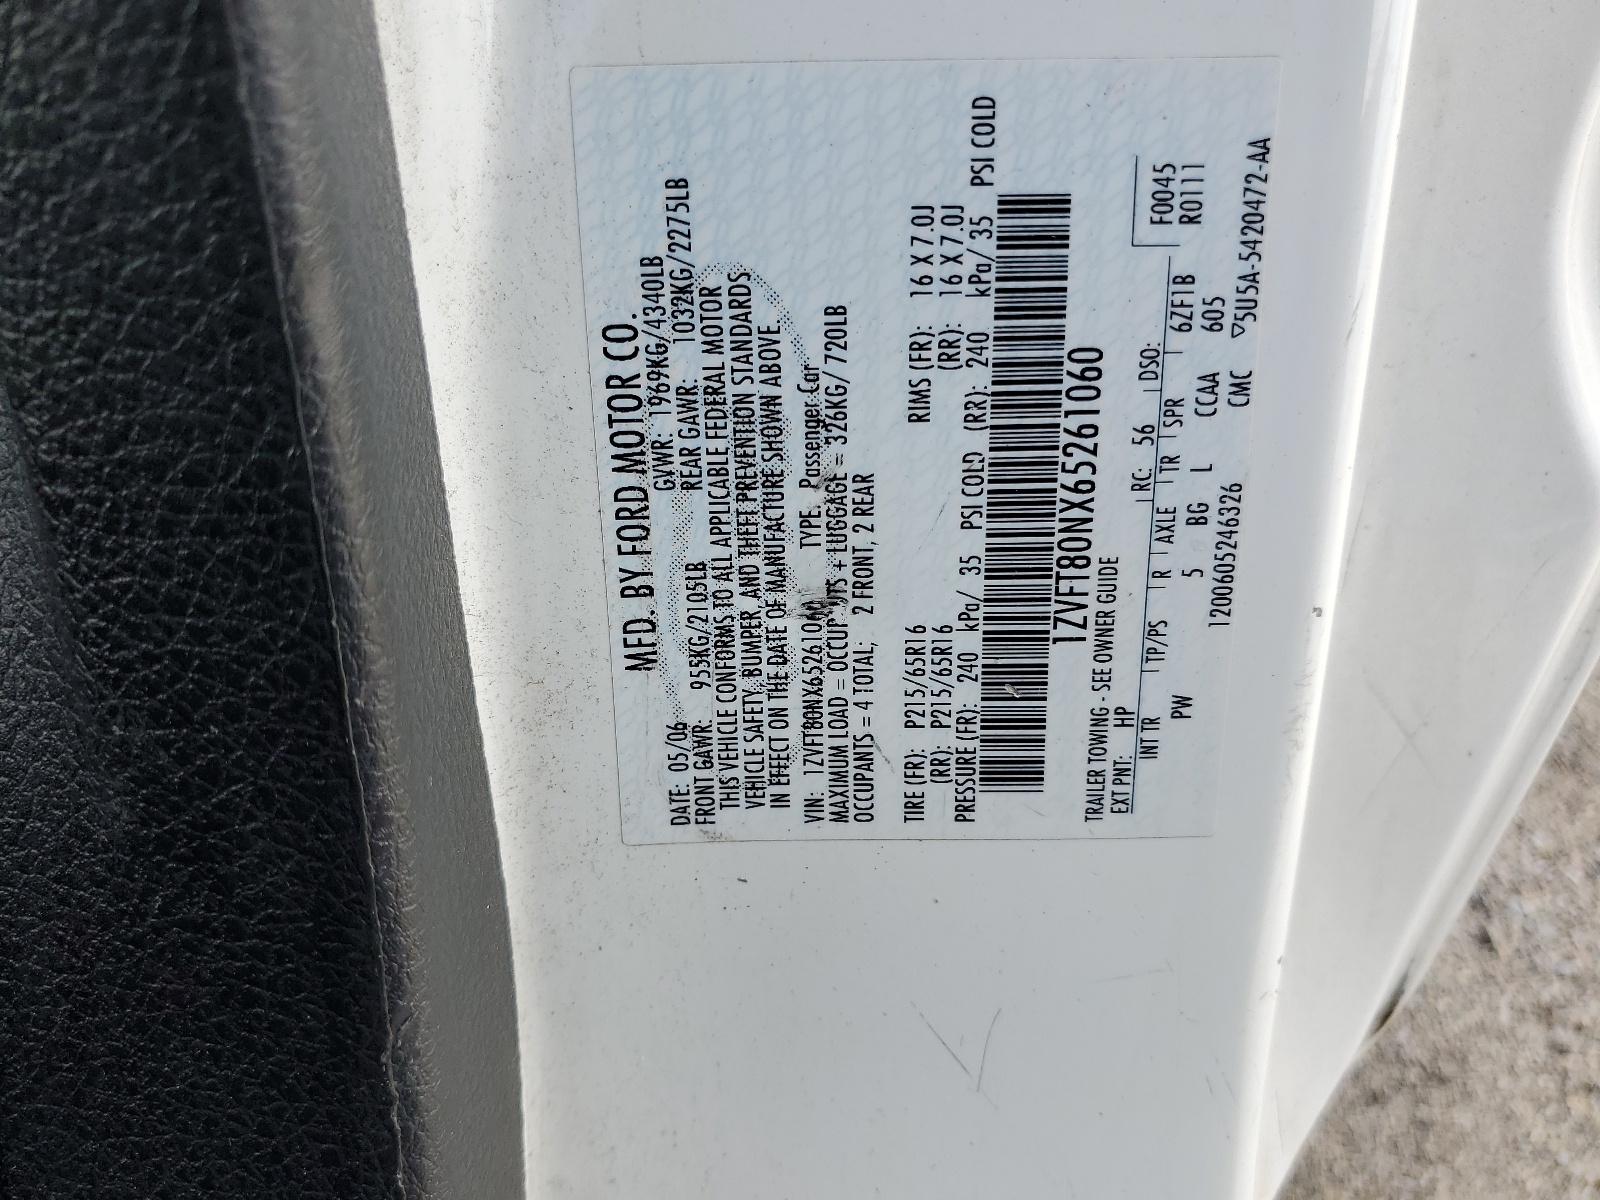 MFD. BY FORD MOTOR CO.
DATE: 05/06 GVWR: 1969KG/4340LB
FRONT GAWR: 955KG/2105LB REAR GAWR: 1032KG/2275LB
THIS VEHICLE CONFORMS TO ALL APPLICABLE FEDERAL MOTOR
VEHICLE SAFETY, BUMPER, AND THEFT PREVENTION STANDARDS
IN EFFECT ON THE DATE OF MANUFACTURE SHOWN ABOVE.
VIN: 1ZVFT80NX65261060 TYPE: Passenger Car
MAXIMUM LOAD = OCCUPANTS + LUGGAGE = 326KG/720LB
OCCUPANTS = 4 TOTAL; 2 FRONT, 2 REAR
TIRE (FR): P215/65R16 RIMS (FR): 16 X 7.0J
(RR): P215/65R16 (RR): 16 X 7.0J
PRESSURE (FR): 240 kPa/ 35 PSI COLD (RR): 240 kPa/ 35 PSI COLD
1ZVFT80NX65261060
TRAILER TOWING - SEE OWNER GUIDE
EXT PNT: HP RC: 56 DSO: F0045
INT TR TP/PS R AXLE TR SPR 6ZF1B R0111
PW 5 BG L CCAA 605
1200605246326 CMC ▽5U5A-5420472-AA